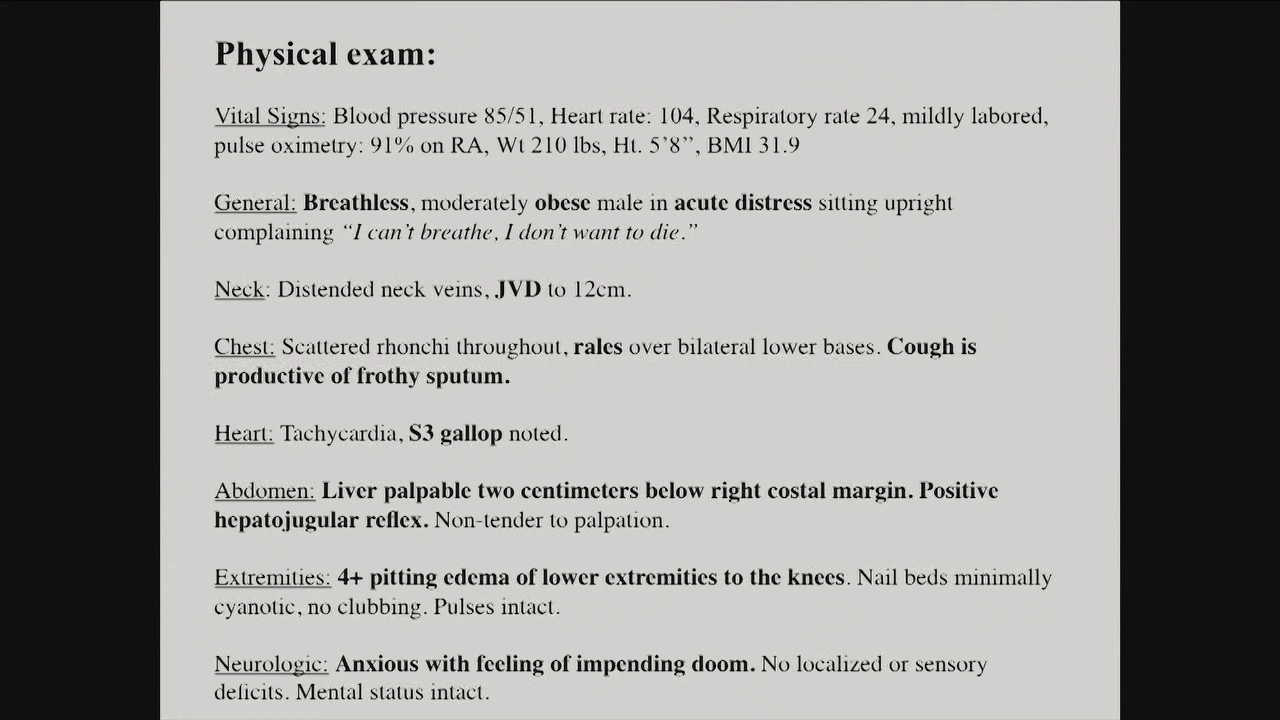 Physical exam:
Vital Signs: Blood pressure 85/51, Heart rate: 104, Respiratory rate 24, mildly labored,
pulse oximetry: 91% on RA, Wt 210 lbs, Ht. 5’8”, BMI 31.9
General: Breathless, moderately obese male in acute distress sitting upright
complaining “I can’t breathe, I don’t want to die.”
Neck: Distended neck veins, JVD to 12cm.
Chest: Scattered rhonchi throughout, rales over bilateral lower bases. Cough is
productive of frothy sputum.
Heart: Tachycardia, S3 gallop noted.
Abdomen: Liver palpable two centimeters below right costal margin. Positive
hepatojugular reflex. Non-tender to palpation.
Extremities: 4+ pitting edema of lower extremities to the knees. Nail beds minimally
cyanotic, no clubbing. Pulses intact.
Neurologic: Anxious with feeling of impending doom. No localized or sensory
deficits. Mental status intact.